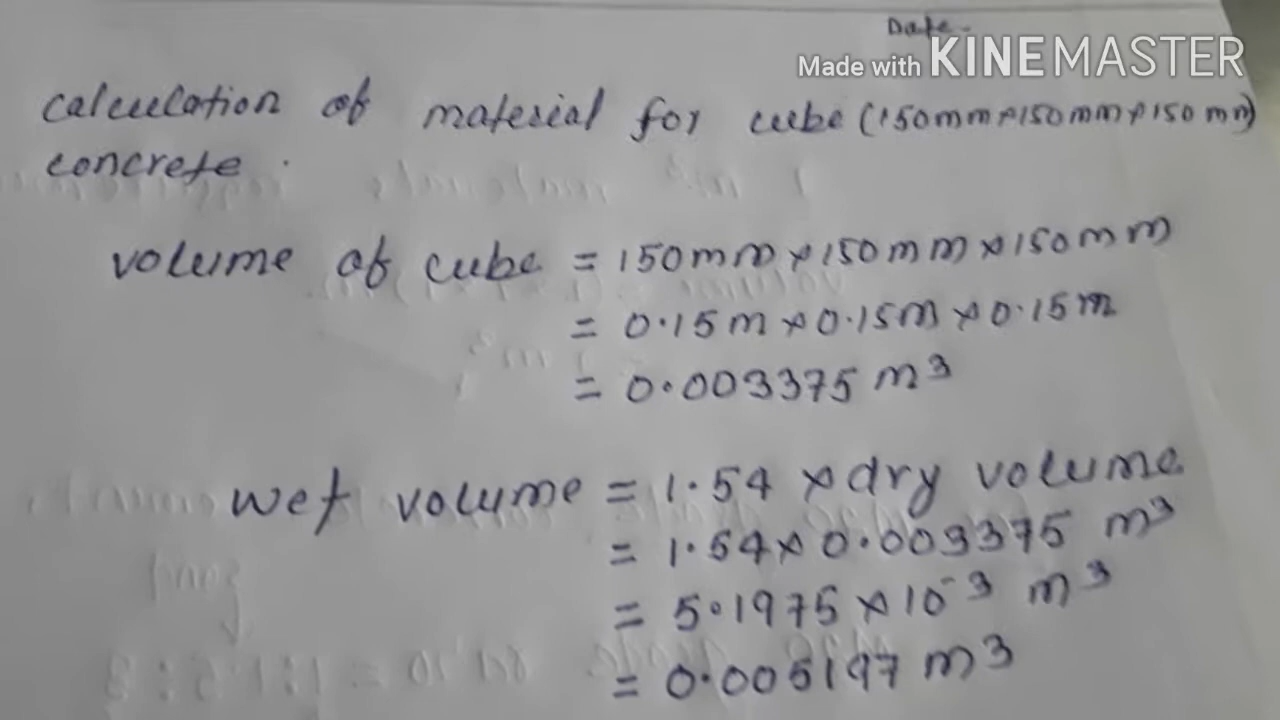 Date-
Made with KINEMASTER
calculation of material for cube (150mm×150mm×150mm)
concrete.
volume of cube = 150mm×150mm×150mm
= 0.15m×0.15m×0.15m
= 0.003375 m³
wet volume = 1.54 × dry volume
= 1.54×0.003375 m³
= 5.1975×10⁻³ m³
= 0.005197 m³